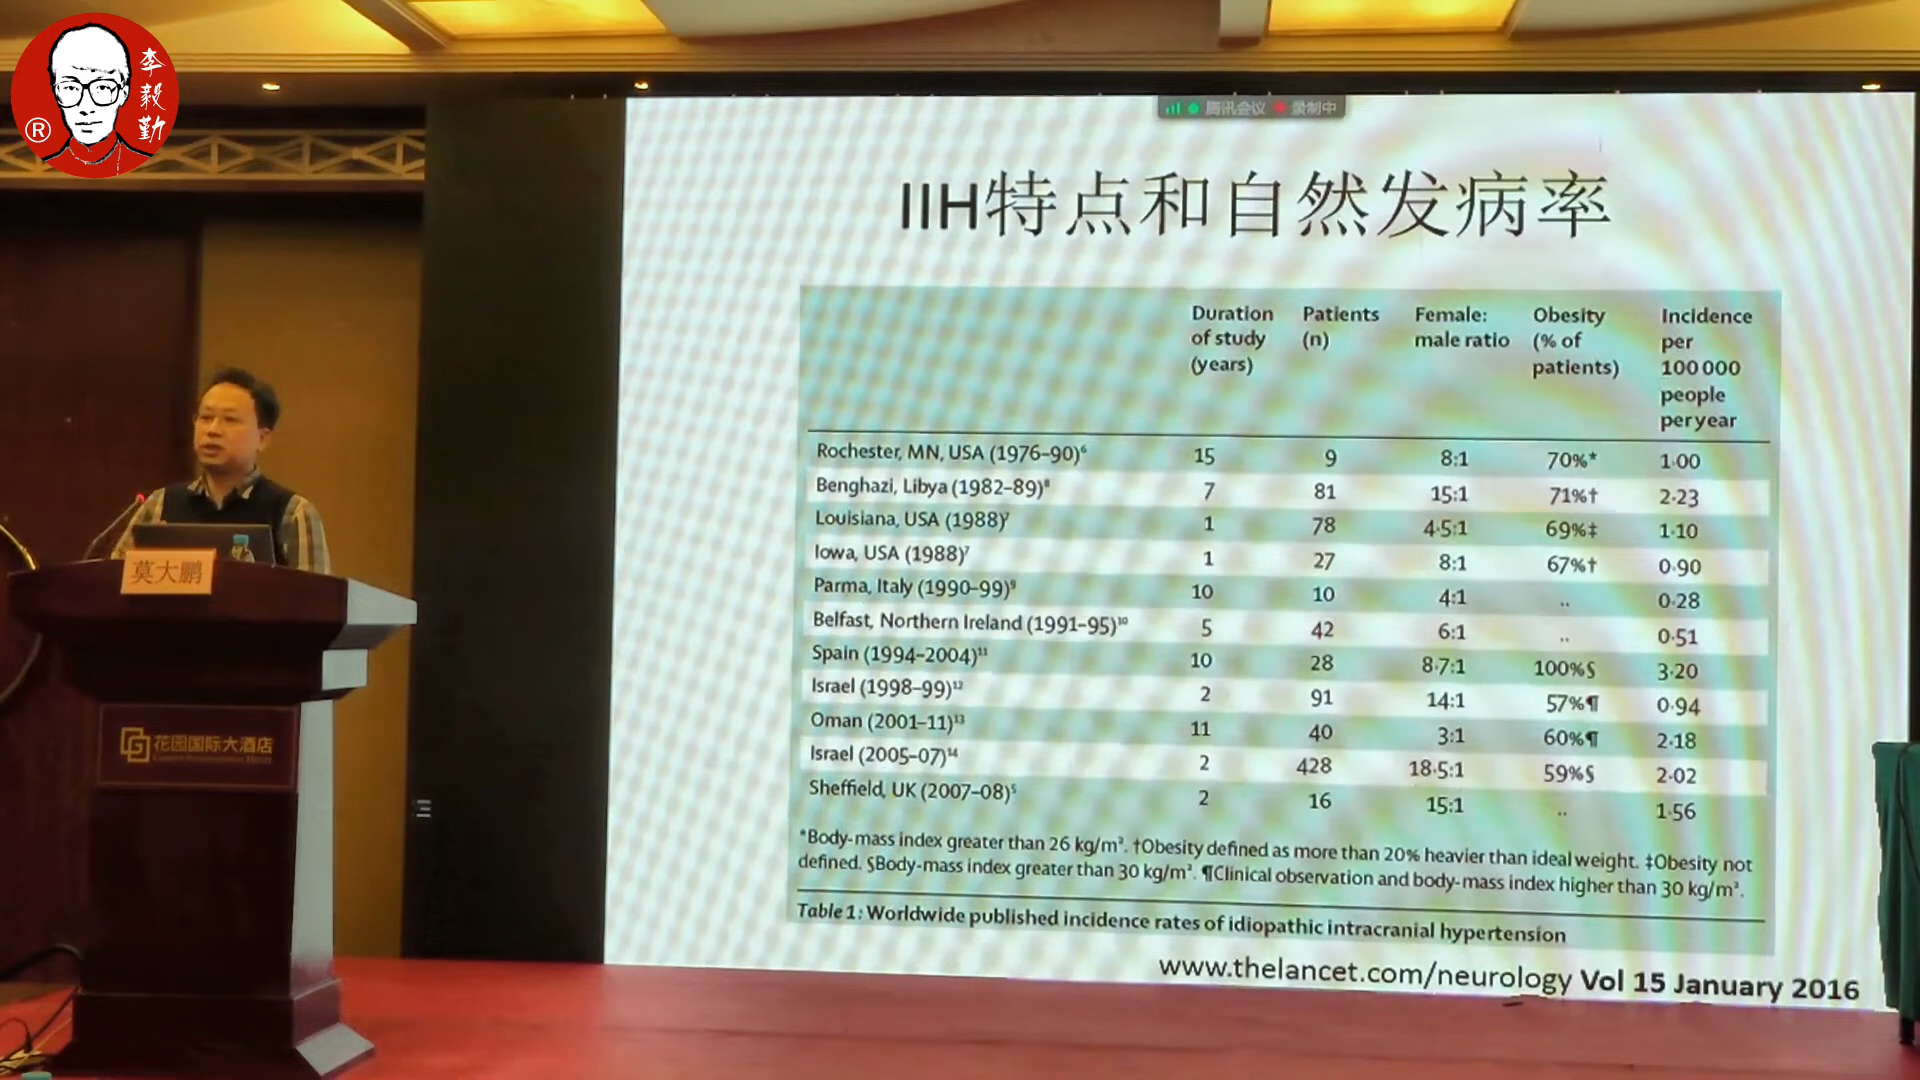 李毅勤
®
腾讯会议 录制中
IIH特点和自然发病率
Duration of study (years) Patients (n) Female: male ratio Obesity (% of patients) Incidence per 100 000 people per year
Rochester, MN, USA (1976–90)⁶ 15 9 8:1 70%* 1·00
Benghazi, Libya (1982–89)⁸ 7 81 15:1 71%† 2·23
Louisiana, USA (1988)⁷ 1 78 4·5:1 69%‡ 1·10
Iowa, USA (1988)⁷ 1 27 8:1 67%† 0·90
Parma, Italy (1990–99)⁹ 10 10 4:1 .. 0·28
Belfast, Northern Ireland (1991–95)¹⁰ 5 42 6:1 .. 0·51
Spain (1994–2004)¹¹ 10 28 8·7:1 100%§ 3·20
Israel (1998–99)¹² 2 91 14:1 57%¶ 0·94
Oman (2001–11)¹³ 11 40 3:1 60%¶ 2·18
Israel (2005–07)¹⁴ 2 428 18·5:1 59%§ 2·02
Sheffield, UK (2007–08)⁵ 2 16 15:1 .. 1·56
*Body-mass index greater than 26 kg/m². †Obesity defined as more than 20% heavier than ideal weight. ‡Obesity not
defined. §Body-mass index greater than 30 kg/m². ¶Clinical observation and body-mass index higher than 30 kg/m².
Table 1: Worldwide published incidence rates of idiopathic intracranial hypertension
www.thelancet.com/neurology Vol 15 January 2016
莫大鹏
花园国际大酒店